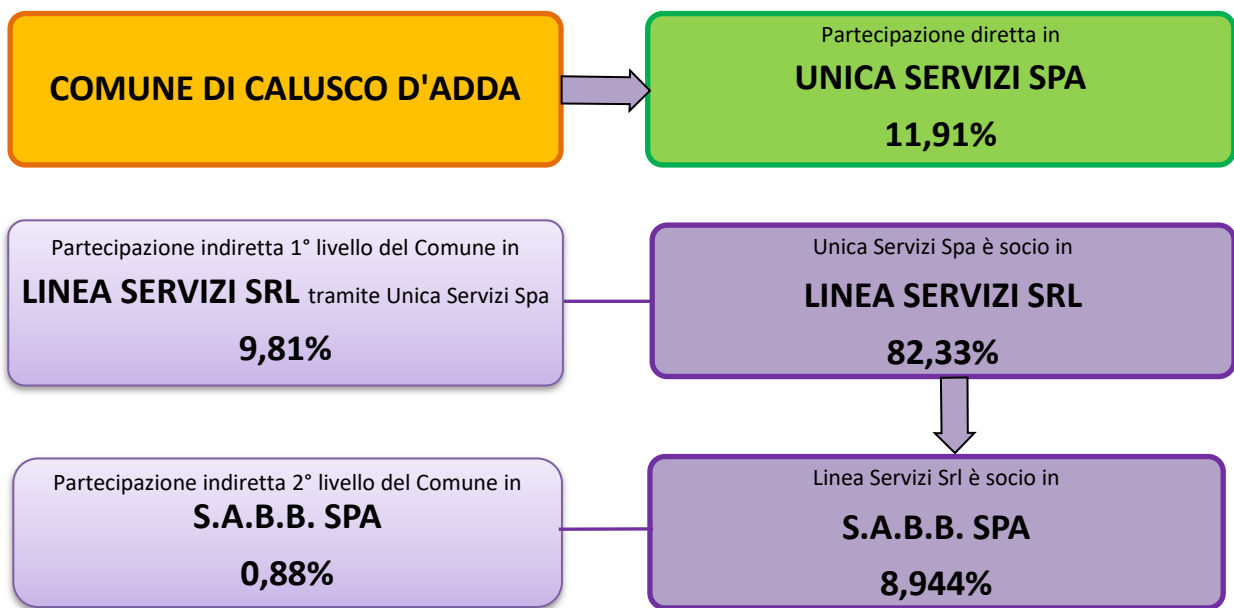 COMUNE DI CALUSCO D'ADDA
Partecipazione diretta in
UNICA SERVIZI SPA
11,91%
Partecipazione indiretta 1° livello del Comune in
LINEA SERVIZI SRL tramite Unica Servizi Spa
9,81%
Unica Servizi Spa è socio in
LINEA SERVIZI SRL
82,33%
Partecipazione indiretta 2° livello del Comune in
S.A.B.B. SPA
0,88%
Linea Servizi Srl è socio in
S.A.B.B. SPA
8,944%